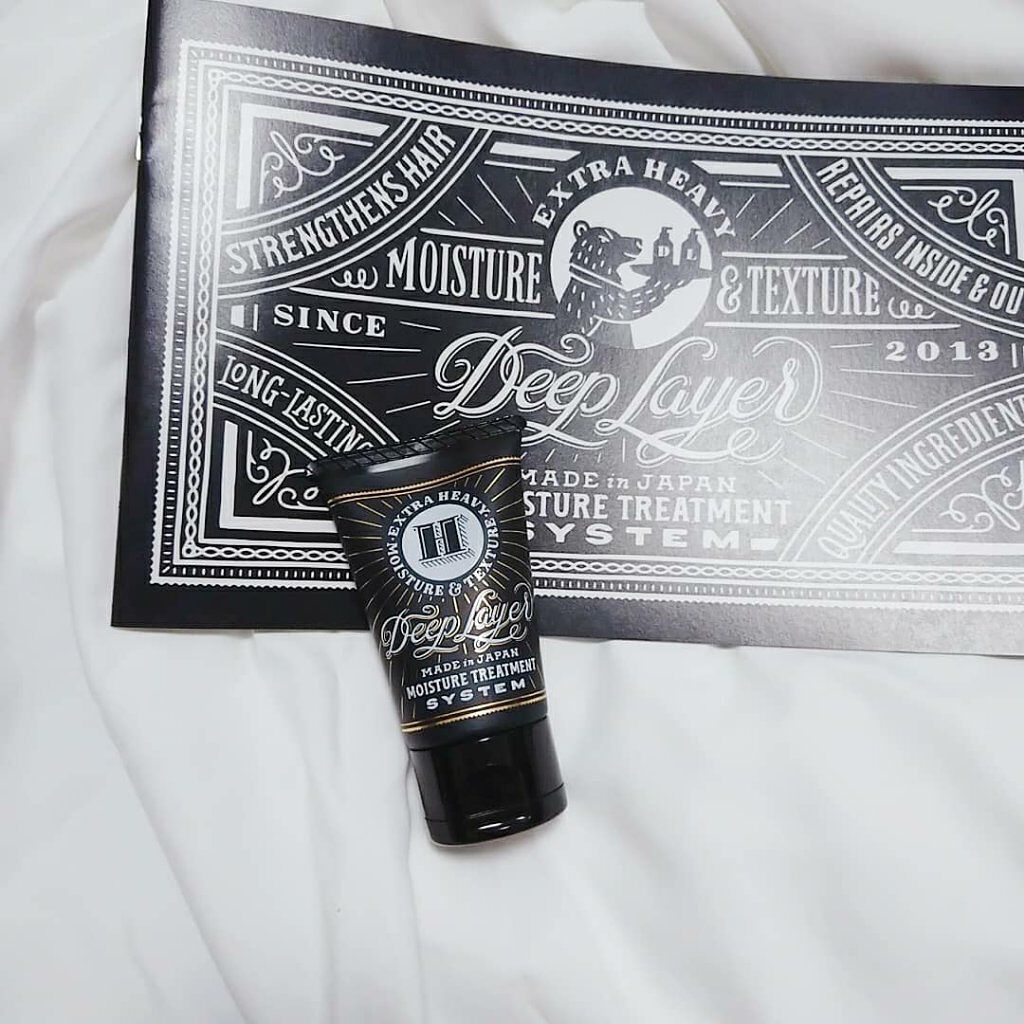 STRENGTHENS HAIR
EXTRA HEAVY
REPAIRS INSIDE & OU
MOISTURE
D L
& TEXTURE
SINCE
2013
Deep Layer
LONG-LASTING
MADE in JAPAN
STURE TREATMENT
SYSTEM
QUALITY INGREDIENT
EXTRA HEAVY
H
MOISTURE & TEXTURE
Deep Layer
MADE in JAPAN
MOISTURE TREATMENT
SYSTEM